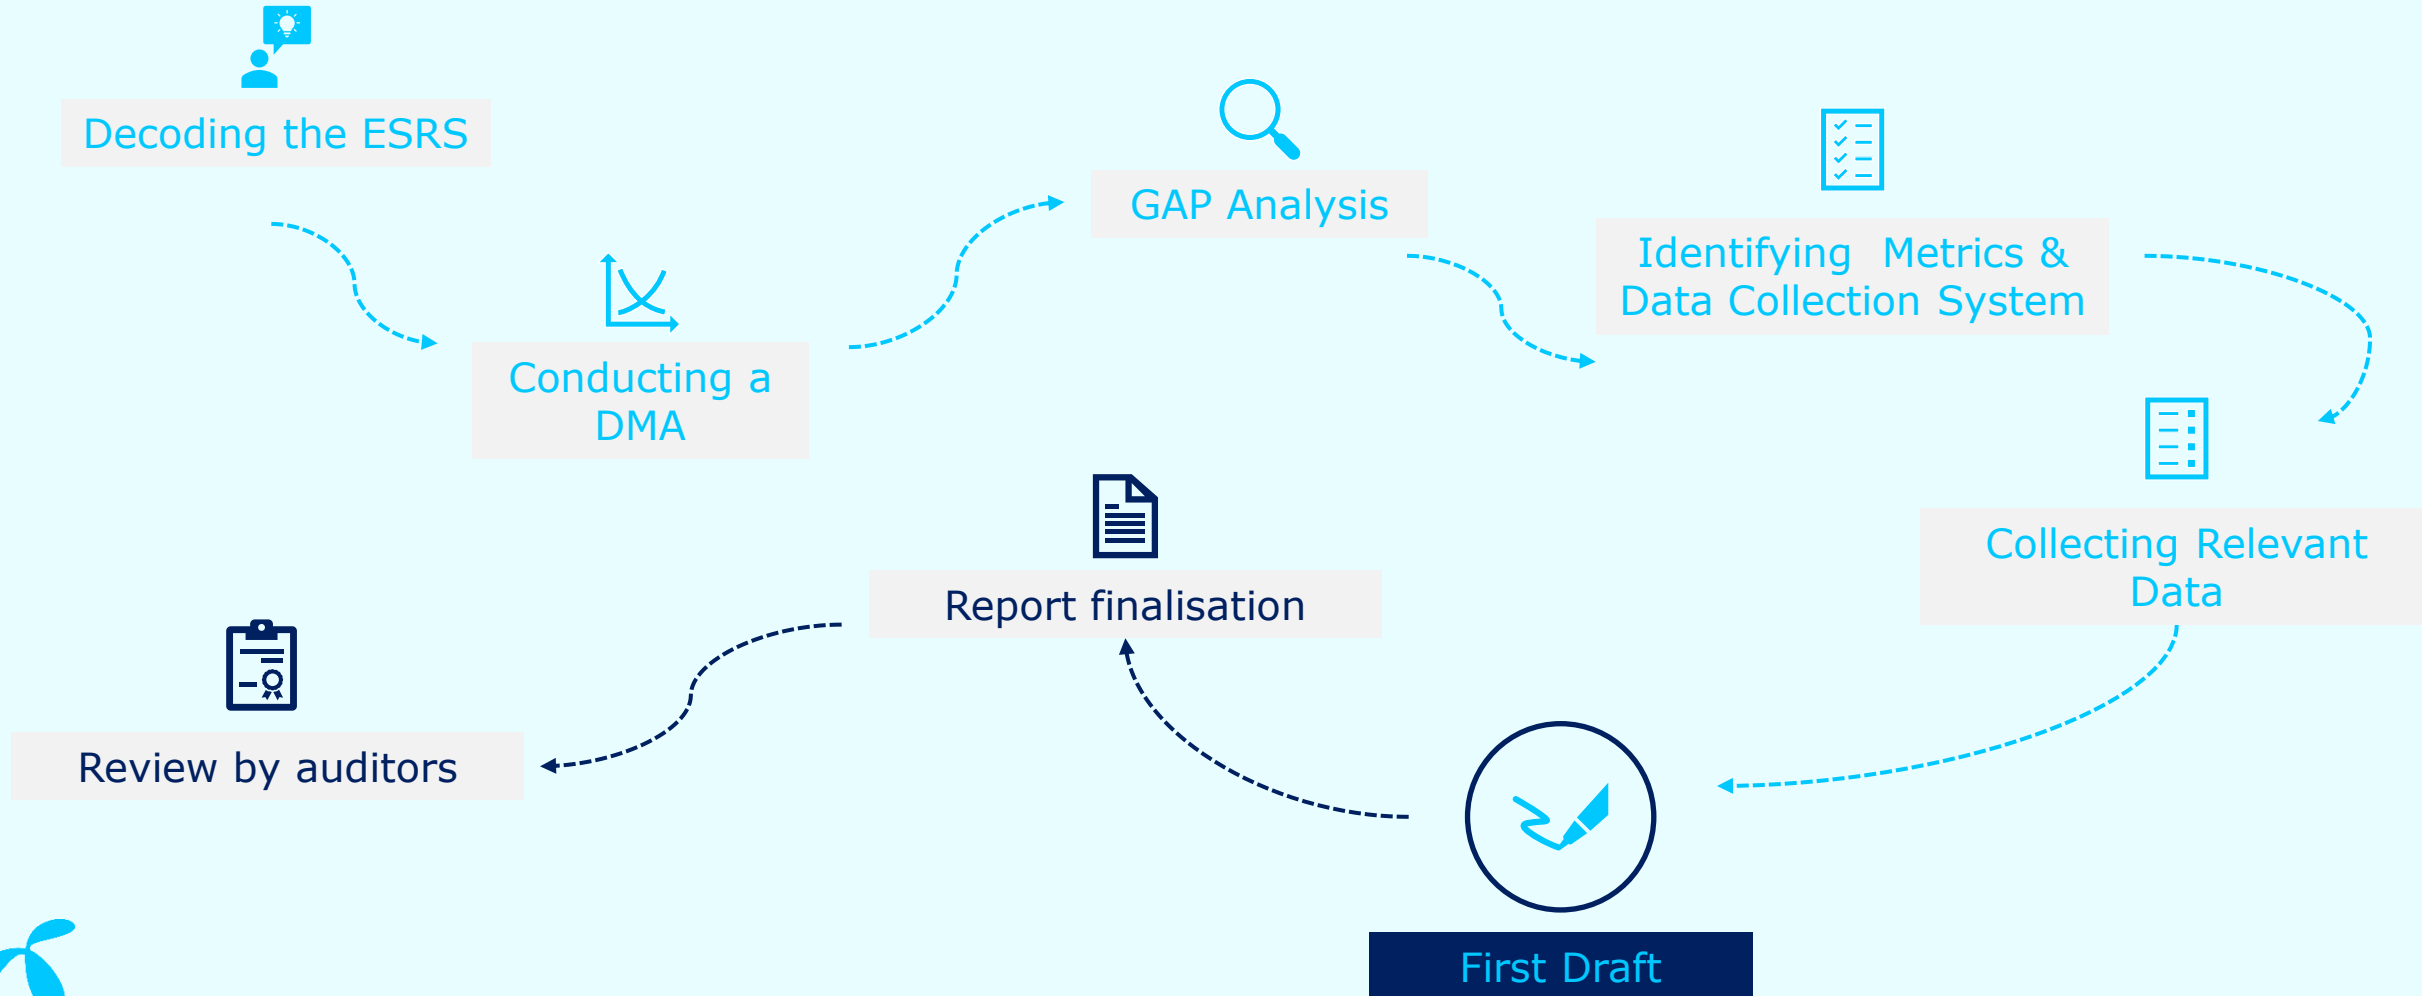 Decoding the ESRS
Conducting a
DMA
GAP Analysis
Identifying  Metrics &
Data Collection System
Collecting Relevant
Data
First Draft
Report finalisation
Review by auditors